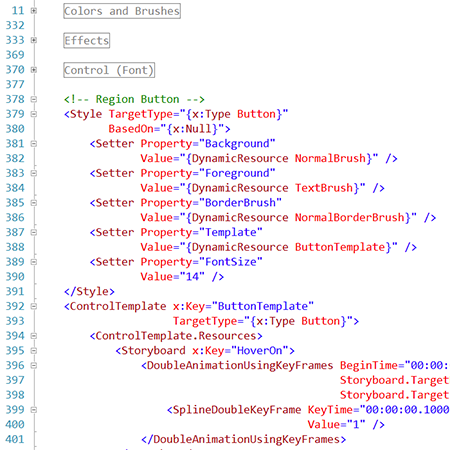 11 Colors and Brushes
332
333 Effects
369
370 Control (Font)
377
378 <!-- Region Button -->
379 <Style TargetType="{x:Type Button}"
380 BasedOn="{x:Null}">
381 <Setter Property="Background"
382 Value="{DynamicResource NormalBrush}" />
383 <Setter Property="Foreground"
384 Value="{DynamicResource TextBrush}" />
385 <Setter Property="BorderBrush"
386 Value="{DynamicResource NormalBorderBrush}" />
387 <Setter Property="Template"
388 Value="{DynamicResource ButtonTemplate}" />
389 <Setter Property="FontSize"
390 Value="14" />
391 </Style>
392 <ControlTemplate x:Key="ButtonTemplate"
393 TargetType="{x:Type Button}">
394 <ControlTemplate.Resources>
395 <Storyboard x:Key="HoverOn">
396 <DoubleAnimationUsingKeyFrames BeginTime="00:00:
397 Storyboard.Target
398 Storyboard.Target
399 <SplineDoubleKeyFrame KeyTime="00:00:00.1000
400 Value="1" />
401 </DoubleAnimationUsingKeyFrames>